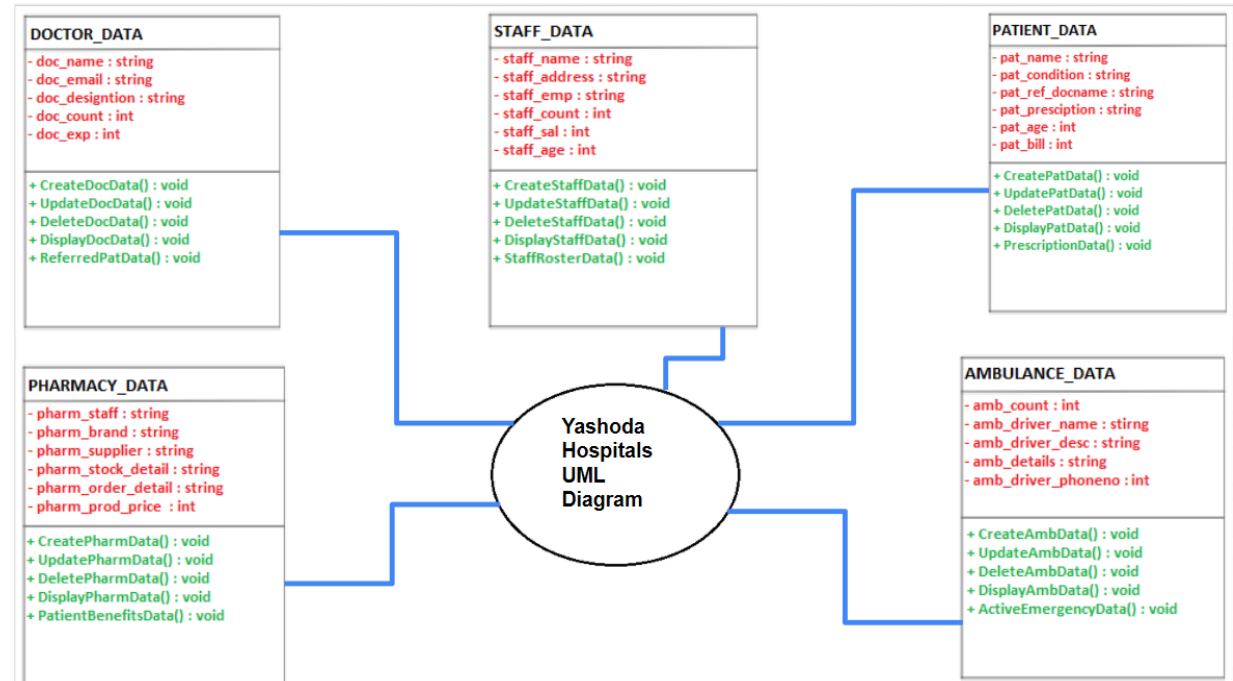 DOCTOR_DATA
- doc_name : string
- doc_email : string
- doc_designtion : string
- doc_count : int
- doc_exp : int
+ CreateDocData() : void
+ UpdateDocData() : void
+ DeleteDocData() : void
+ DisplayDocData() : void
+ ReferredPatData() : void
STAFF_DATA
- staff_name : string
- staff_address : string
- staff_emp : string
- staff_count : int
- staff_sal : int
- staff_age : int
+ CreateStaffData() : void
+ UpdateStaffData() : void
+ DeleteStaffData() : void
+ DisplayStaffData() : void
+ StaffRosterData() : void
PATIENT_DATA
- pat_name : string
- pat_condition : string
- pat_ref_docname : string
- pat_presciption : string
- pat_age : int
- pat_bill : int
+ CreatePatData() : void
+ UpdatePatData() : void
+ DeletePatData() : void
+ DisplayPatData() : void
+ PrescriptionData() : void
PHARMACY_DATA
- pharm_staff : string
- pharm_brand : string
- pharm_supplier : string
- pharm_stock_detail : string
- pharm_order_detail : string
- pharm_prod_price : int
+ CreatePharmData() : void
+ UpdatePharmData() : void
+ DeletePharmData() : void
+ DisplayPharmData() : void
+ PatientBenefitsData() : void
Yashoda
Hospitals
UML
Diagram
AMBULANCE_DATA
- amb_count : int
- amb_driver_name : stirng
- amb_driver_desc : string
- amb_details : string
- amb_driver_phoneno : int
+ CreateAmbData() : void
+ UpdateAmbData() : void
+ DeleteAmbData() : void
+ DisplayAmbData() : void
+ ActiveEmergencyData() : void